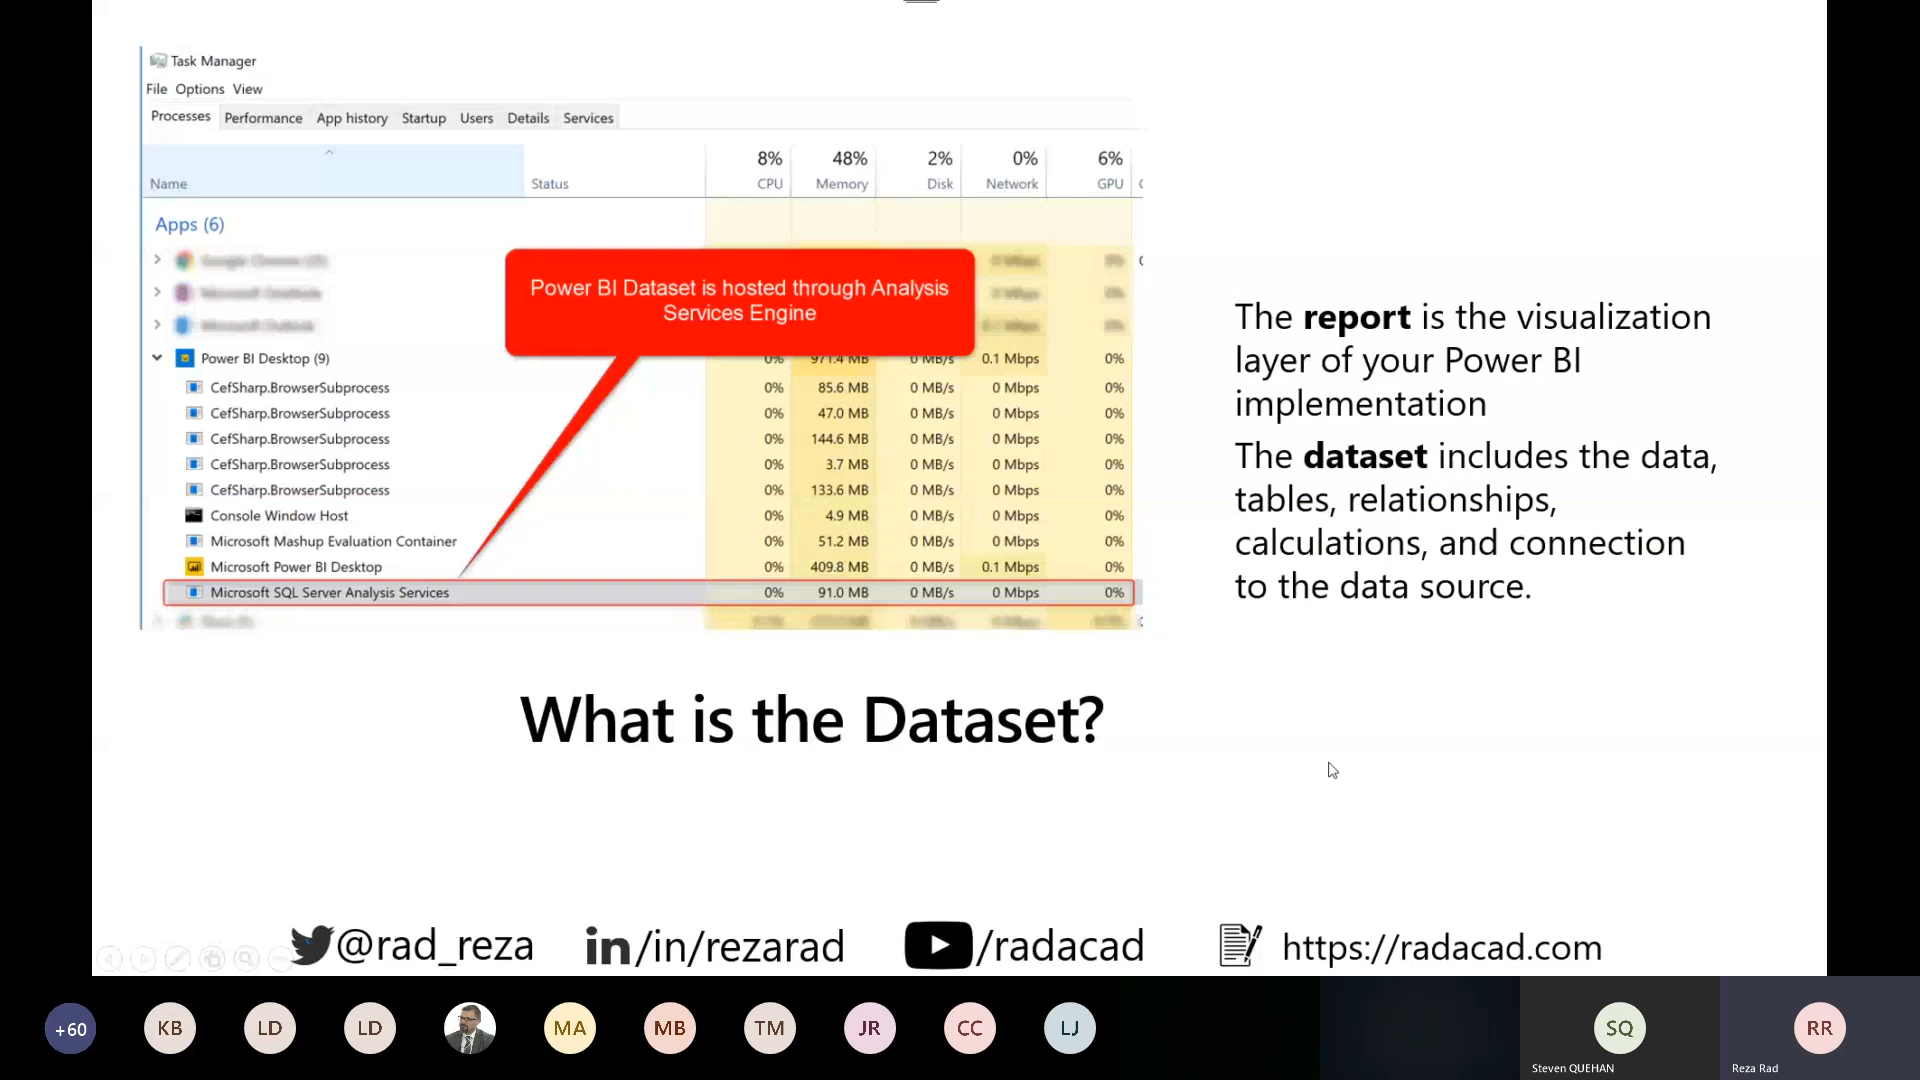 Task Manager
File Options View
Processes Performance App history Startup Users Details Services
8% 48% 2% 0% 6%
Name Status CPU Memory Disk Network GPU
Apps (6)
Power BI Dataset is hosted through Analysis
Services Engine
Power BI Desktop (9) 0% 971.4 MB 0 MB/s 0.1 Mbps 0%
CefSharp.BrowserSubprocess 0% 85.6 MB 0 MB/s 0 Mbps 0%
CefSharp.BrowserSubprocess 0% 47.0 MB 0 MB/s 0 Mbps 0%
CefSharp.BrowserSubprocess 0% 144.6 MB 0 MB/s 0 Mbps 0%
CefSharp.BrowserSubprocess 0% 3.7 MB 0 MB/s 0 Mbps 0%
CefSharp.BrowserSubprocess 0% 133.6 MB 0 MB/s 0 Mbps 0%
Console Window Host 0% 4.9 MB 0 MB/s 0 Mbps 0%
Microsoft Mashup Evaluation Container 0% 51.2 MB 0 MB/s 0 Mbps 0%
Microsoft Power BI Desktop 0% 409.8 MB 0 MB/s 0.1 Mbps 0%
Microsoft SQL Server Analysis Services 0% 91.0 MB 0 MB/s 0 Mbps 0%
The report is the visualization
layer of your Power BI
implementation
The dataset includes the data,
tables, relationships,
calculations, and connection
to the data source.
What is the Dataset?
@rad_reza in/in/rezarad /radacad https://radacad.com
+60 KB LD LD MA MB TM JR CC LJ SQ RR
Steven QUEHAN Reza Rad